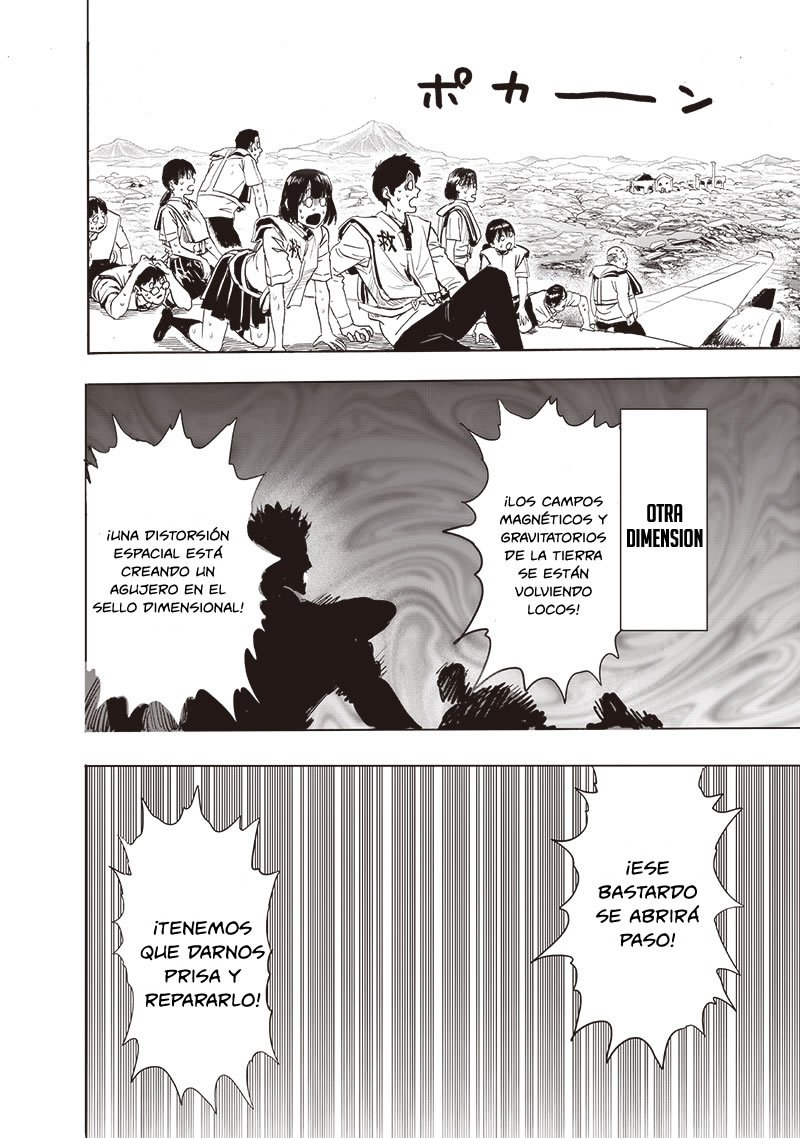 ポカーン
救
救
OTRA
DIMENSION
¡LOS CAMPOS
MAGNÉTICOS Y
GRAVITATORIOS
DE LA TIERRA
SE ESTÁN
VOLVIENDO
LOCOS!
¡UNA DISTORSIÓN
ESPACIAL ESTÁ
CREANDO UN
AGUJERO EN EL
SELLO DIMENSIONAL!
¡ESE
BASTARDO
SE ABRIRÁ
PASO!
¡TENEMOS
QUE DARNOS
PRISA Y
REPARARLO!